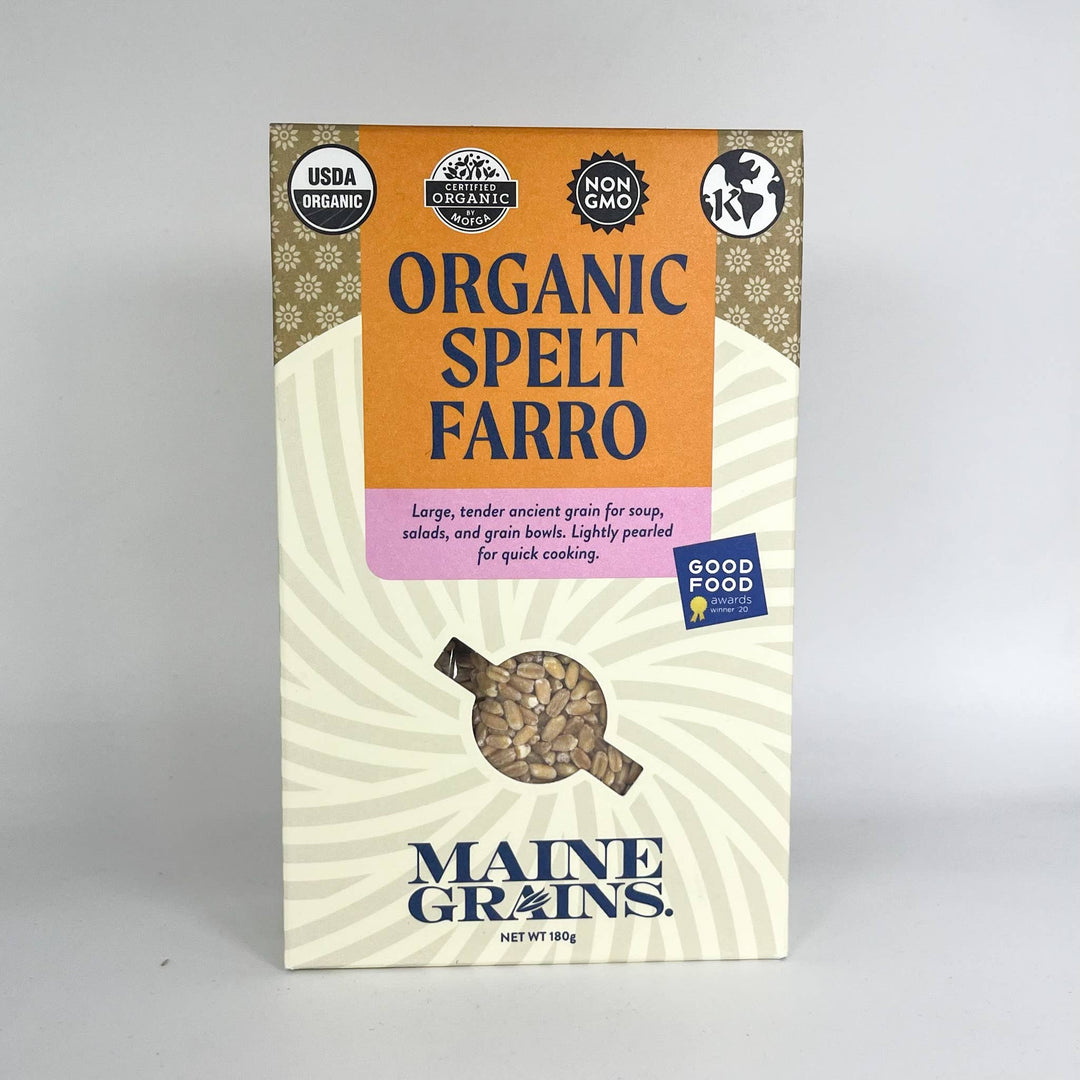 USDA
ORGANIC
CERTIFIED
ORGANIC
BY
MOFGA
NON
GMO
K
ORGANIC
SPELT
FARRO
Large, tender ancient grain for soup,
salads, and grain bowls. Lightly pearled
for quick cooking.
GOOD
FOOD
awards
winner '20
MAINE
GRAINS.
NET WT 180g